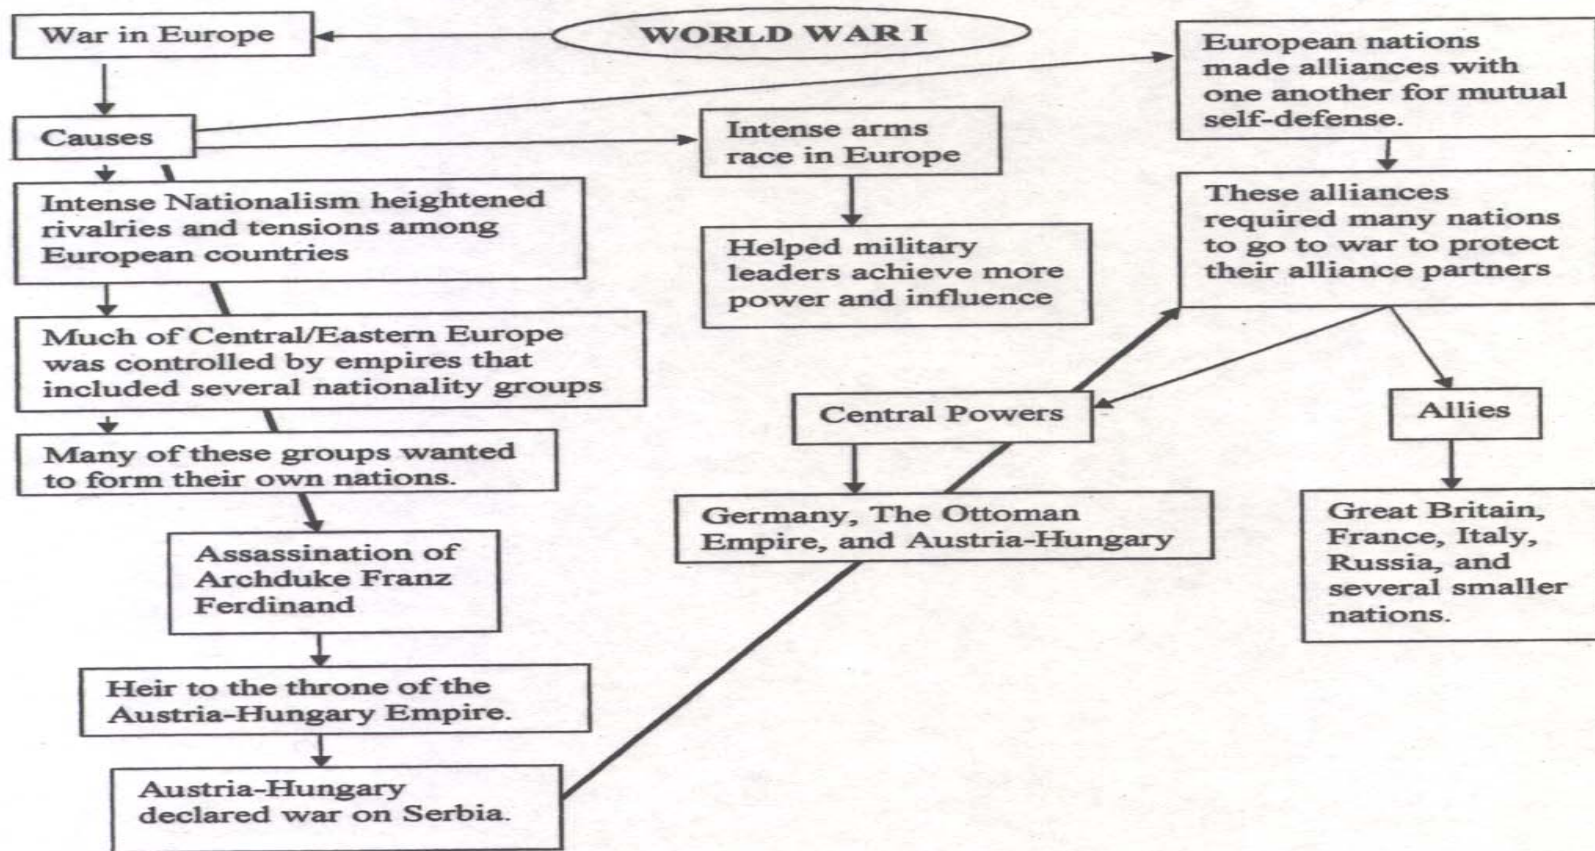 WORLD WAR I
War in Europe
Causes
Intense Nationalism heightened
rivalries and tensions among
European countries
Much of Central/Eastern Europe
was controlled by empires that
included several nationality groups
Many of these groups wanted
to form their own nations.
Assassination of
Archduke Franz
Ferdinand
Heir to the throne of the
Austria-Hungary Empire.
Austria-Hungary
declared war on Serbia.
Intense arms
race in Europe
Helped military
leaders achieve more
power and influence
European nations
made alliances with
one another for mutual
self-defense.
These alliances
required many nations
to go to war to protect
their alliance partners
Central Powers
Germany, The Ottoman
Empire, and Austria-Hungary
Allies
Great Britain,
France, Italy,
Russia, and
several smaller
nations.